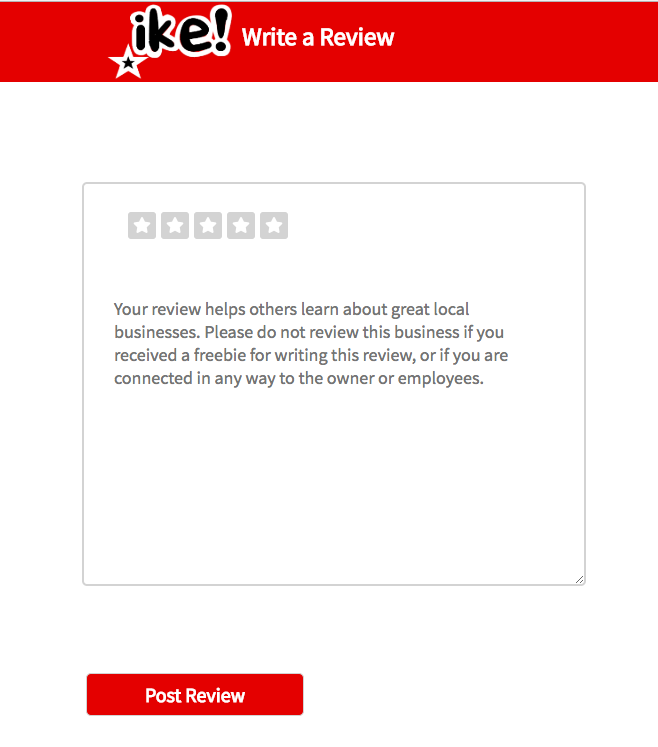 ike! Write a Review
Your review helps others learn about great local
businesses. Please do not review this business if you
received a freebie for writing this review, or if you are
connected in any way to the owner or employees.
Post Review